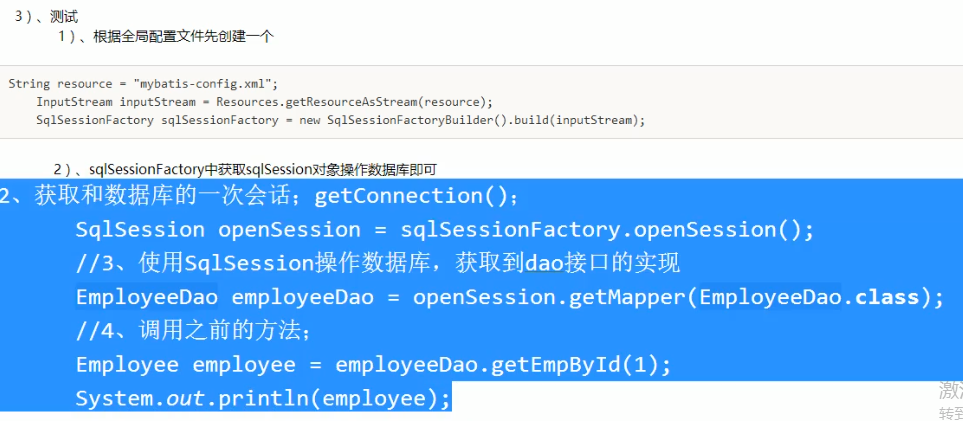 3）、测试
1）、根据全局配置文件先创建一个
String resource = "mybatis-config.xml";
InputStream inputStream = Resources.getResourceAsStream(resource);
SqlSessionFactory sqlSessionFactory = new SqlSessionFactoryBuilder().build(inputStream);
2）、sqlSessionFactory中获取sqlSession对象操作数据库即可
2、获取和数据库的一次会话；getConnection();
SqlSession openSession = sqlSessionFactory.openSession();
//3、使用SqlSession操作数据库，获取到dao接口的实现
EmployeeDao employeeDao = openSession.getMapper(EmployeeDao.class);
//4、调用之前的方法；
Employee employee = employeeDao.getEmpById(1);
System.out.println(employee);
转到